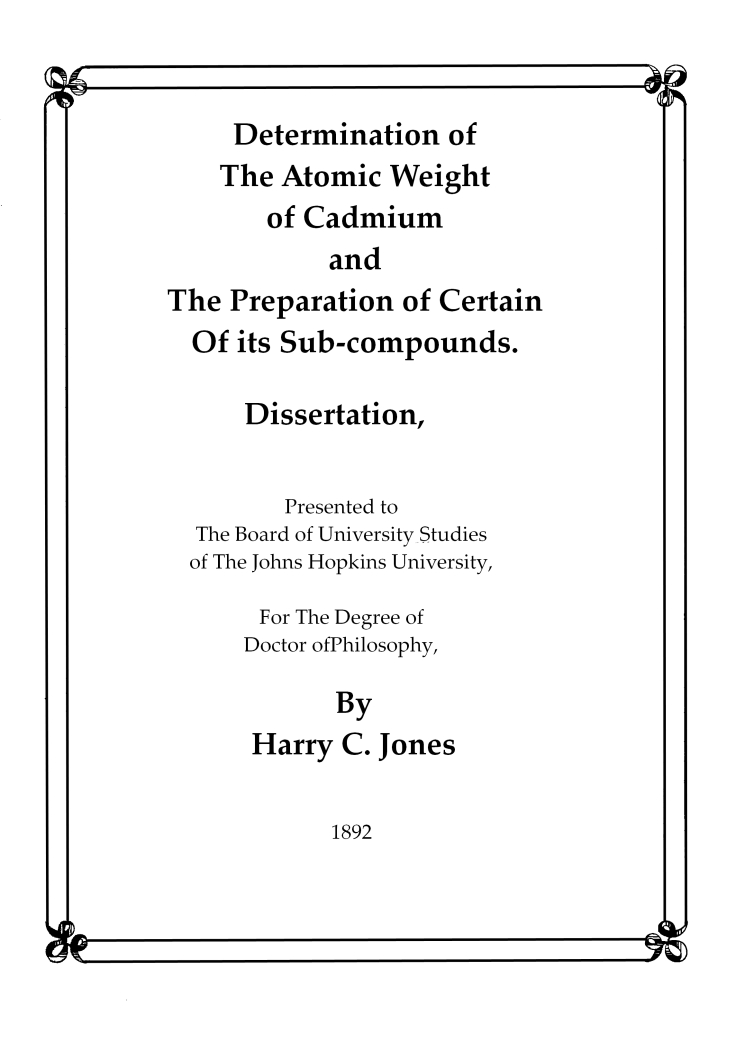 Determination of
The Atomic Weight
of Cadmium
and
The Preparation of Certain
Of its Sub-compounds.
Dissertation,
Presented to
The Board of University Studies
of The Johns Hopkins University,
For The Degree of
Doctor ofPhilosophy,
By
Harry C. Jones
1892